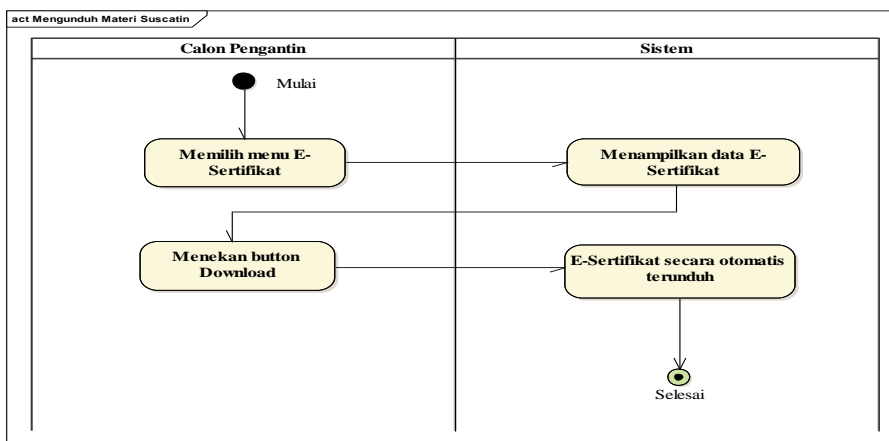 act Mengunduh Materi Suscatin
Calon Pengantin
Sistem
Mulai
Memilih menu E-
Sertifikat
Menampilkan data E-
Sertifikat
Menekan button
Download
E-Sertifikat secara otomatis
terunduh
Selesai